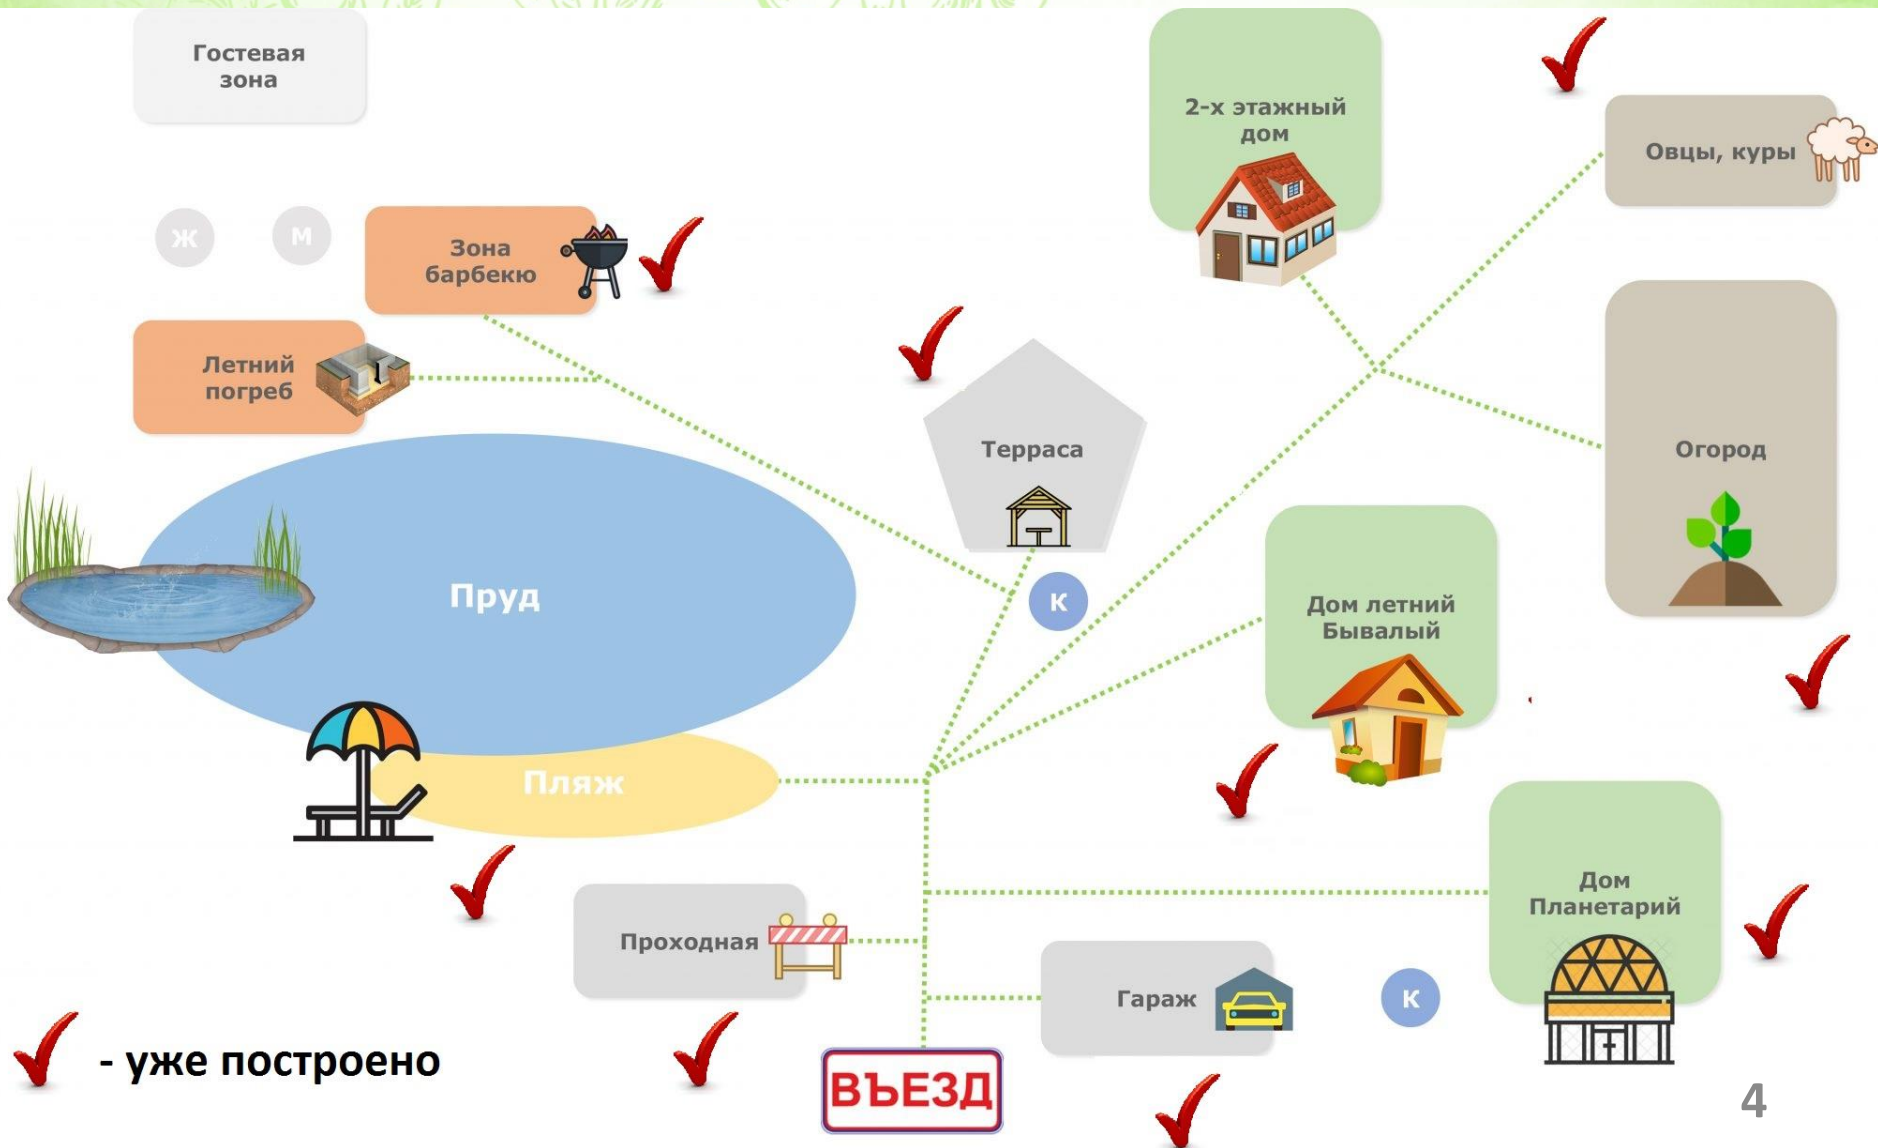 Гостевая
зона
2-х этажный
дом
Овцы, куры
Ж
М
Зона
барбекю
Летний
погреб
Терраса
Огород
Пруд
К
Дом летний
Бывалый
Пляж
Дом
Планетарий
Проходная
Гараж
К
- уже построено
ВЪЕЗД
4